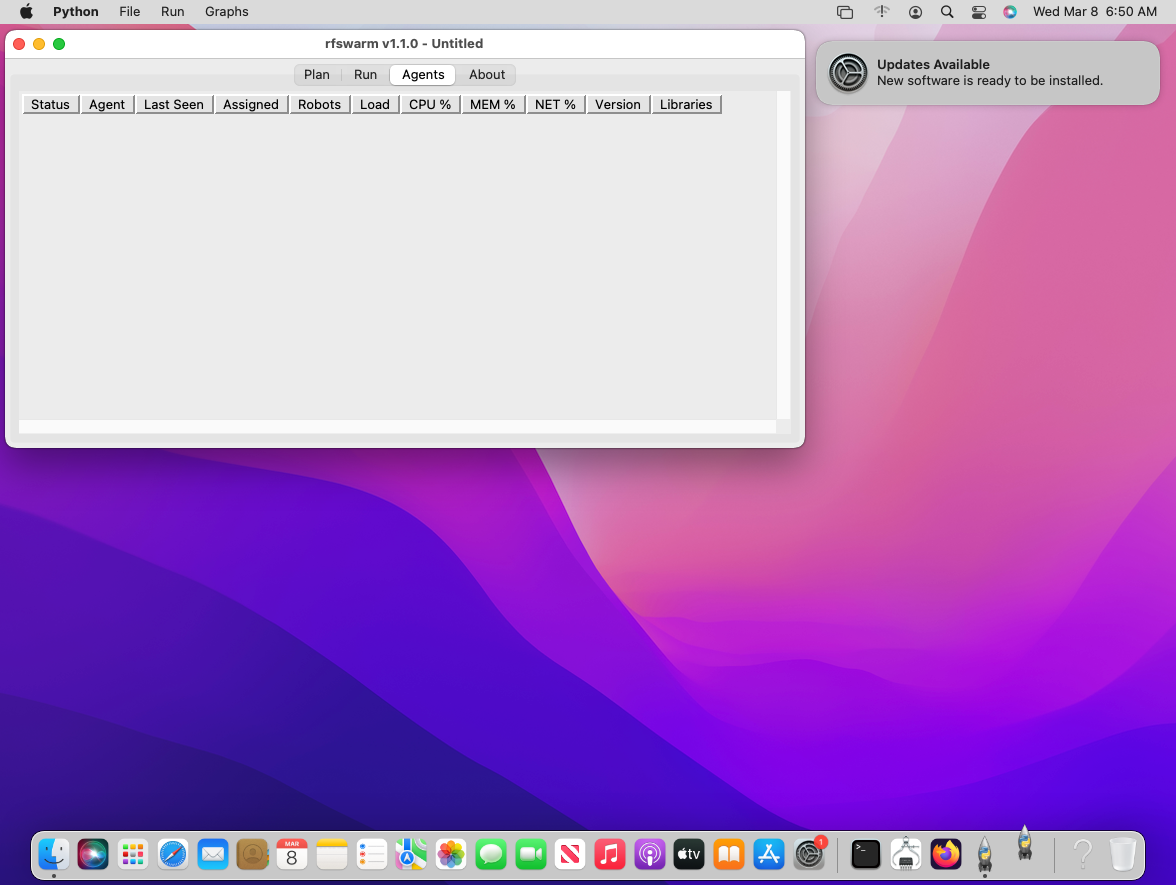 Python File Run Graphs Wed Mar 8 6:50 AM
rfswarm v1.1.0 - Untitled
Plan Run Agents About
Status Agent Last Seen Assigned Robots Load CPU % MEM % NET % Version Libraries
Updates Available
New software is ready to be installed.
MAR
8
tv
1
>_
?